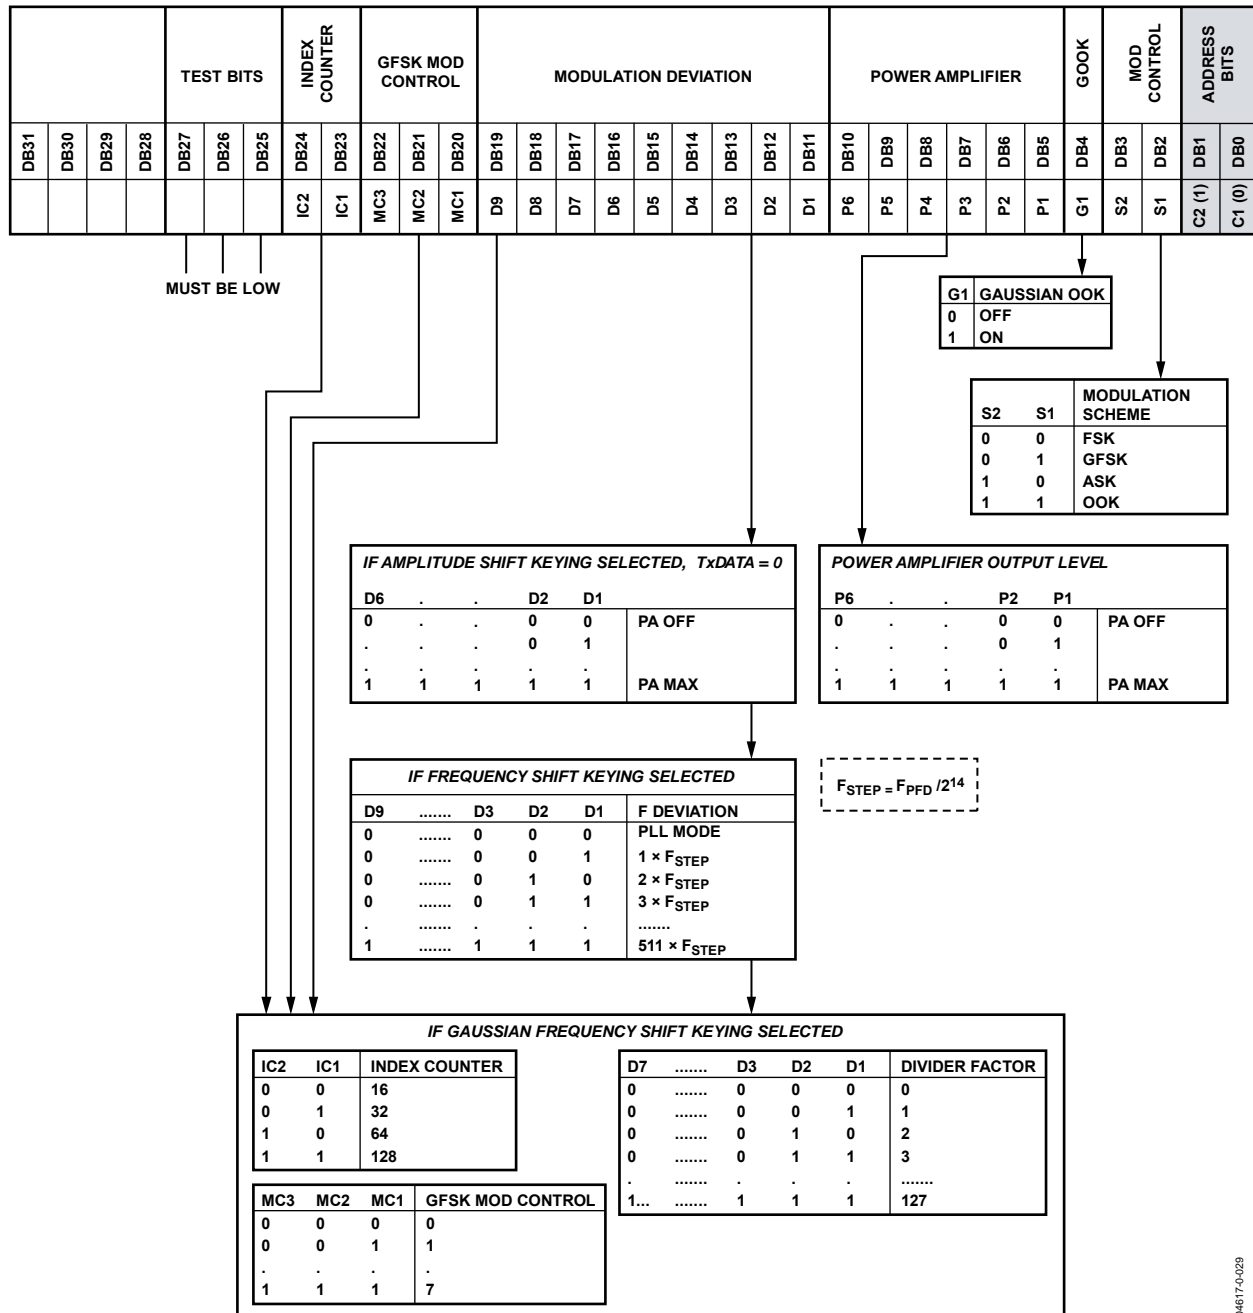 TEST BITS
INDEX
COUNTER
GFSK MOD
CONTROL
MODULATION DEVIATION
POWER AMPLIFIER
GOOK
MOD
CONTROL
ADDRESS
BITS
DB31 DB30 DB29 DB28 DB27 DB26 DB25 DB24 DB23 DB22 DB21 DB20 DB19 DB18 DB17 DB16 DB15 DB14 DB13 DB12 DB11 DB10 DB9 DB8 DB7 DB6 DB5 DB4 DB3 DB2 DB1 DB0
IC2 IC1 MC3 MC2 MC1 D9 D8 D7 D6 D5 D4 D3 D2 D1 P6 P5 P4 P3 P2 P1 G1 S2 S1 C2 (1) C1 (0)
MUST BE LOW
G1 GAUSSIAN OOK
0 OFF
1 ON
MODULATION
S2 S1 SCHEME
0 0 FSK
0 1 GFSK
1 0 ASK
1 1 OOK
IF AMPLITUDE SHIFT KEYING SELECTED, TxDATA = 0
D6 . . D2 D1
0 . . 0 0 PA OFF
. . . 0 1
. . . . .
1 1 1 1 1 PA MAX
POWER AMPLIFIER OUTPUT LEVEL
P6 . . P2 P1
0 . . 0 0 PA OFF
. . . 0 1
. . . . .
1 1 1 1 1 PA MAX
IF FREQUENCY SHIFT KEYING SELECTED
D9 ....... D3 D2 D1 F DEVIATION
0 ....... 0 0 0 PLL MODE
0 ....... 0 0 1 1 × FSTEP
0 ....... 0 1 0 2 × FSTEP
0 ....... 0 1 1 3 × FSTEP
. ....... . . . .......
1 ....... 1 1 1 511 × FSTEP
FSTEP = FPFD /2^14
IF GAUSSIAN FREQUENCY SHIFT KEYING SELECTED
IC2 IC1 INDEX COUNTER
0 0 16
0 1 32
1 0 64
1 1 128
D7 ....... D3 D2 D1 DIVIDER FACTOR
0 ....... 0 0 0 0
0 ....... 0 0 1 1
0 ....... 0 1 0 2
0 ....... 0 1 1 3
. ....... . . . .......
1... ....... 1 1 1 127
MC3 MC2 MC1 GFSK MOD CONTROL
0 0 0 0
0 0 1 1
. . . .
1 1 1 7
04617-0-029